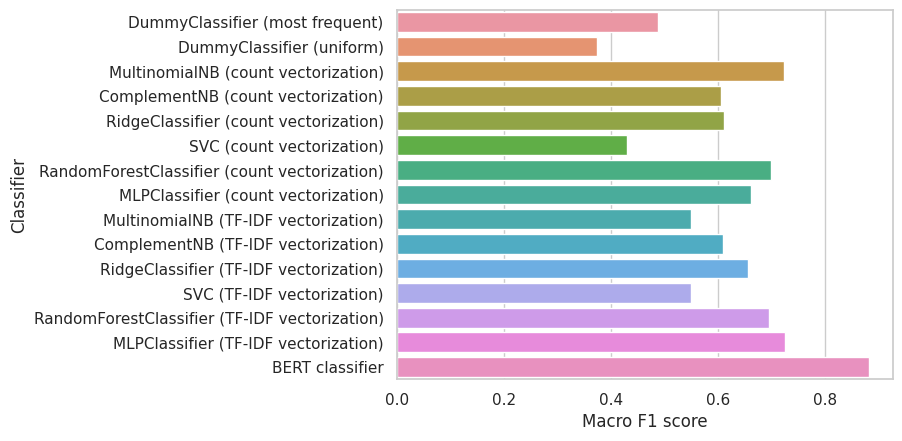 Classifier
DummyClassifier (most frequent)
DummyClassifier (uniform)
MultinomialNB (count vectorization)
ComplementNB (count vectorization)
RidgeClassifier (count vectorization)
SVC (count vectorization)
RandomForestClassifier (count vectorization)
MLPClassifier (count vectorization)
MultinomialNB (TF-IDF vectorization)
ComplementNB (TF-IDF vectorization)
RidgeClassifier (TF-IDF vectorization)
SVC (TF-IDF vectorization)
RandomForestClassifier (TF-IDF vectorization)
MLPClassifier (TF-IDF vectorization)
BERT classifier
0.0 0.2 0.4 0.6 0.8
Macro F1 score